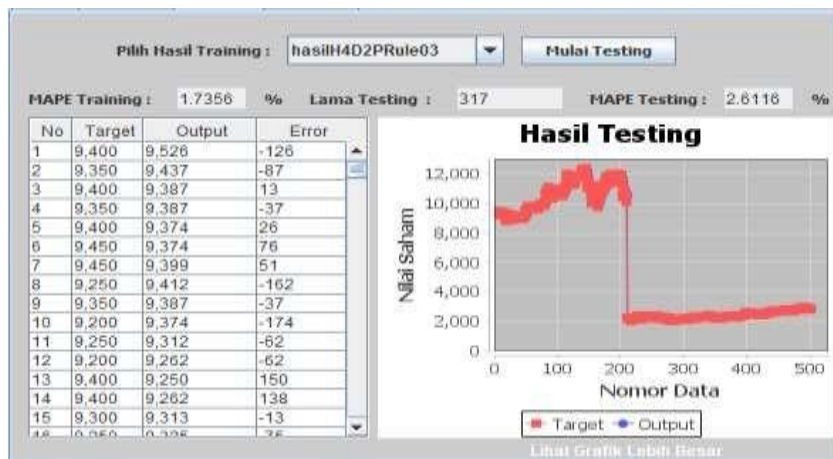 Pilih Hasil Training : hasilH4D2PRule03 Mulai Testing
MAPE Training : 1.7356 % Lama Testing : 317 MAPE Testing : 2.6116 %
No Target Output Error
1 9,400 9,526 -126
2 9,350 9,437 -87
3 9,400 9,387 13
4 9,350 9,387 -37
5 9,400 9,374 26
6 9,450 9,374 76
7 9,450 9,399 51
8 9,250 9,412 -162
9 9,350 9,387 -37
10 9,200 9,374 -174
11 9,250 9,312 -62
12 9,200 9,262 -62
13 9,400 9,250 150
14 9,400 9,262 138
15 9,300 9,313 -13
Hasil Testing
Nilai Saham
12,000
10,000
8,000
6,000
4,000
2,000
0
0 100 200 300 400 500
Nomor Data
Target Output
Lihat Grafik Lebih Besar